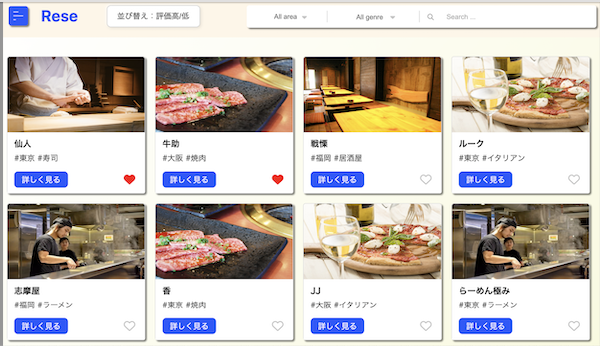 Rese
並び替え：評価高/低
All area
All genre
Search ...
仙人
#東京 #寿司
詳しく見る
牛助
#大阪 #焼肉
詳しく見る
戦慄
#福岡 #居酒屋
詳しく見る
ルーク
#東京 #イタリアン
詳しく見る
志摩屋
#福岡 #ラーメン
詳しく見る
香
#東京 #焼肉
詳しく見る
JJ
#大阪 #イタリアン
詳しく見る
らーめん極み
#東京 #ラーメン
詳しく見る